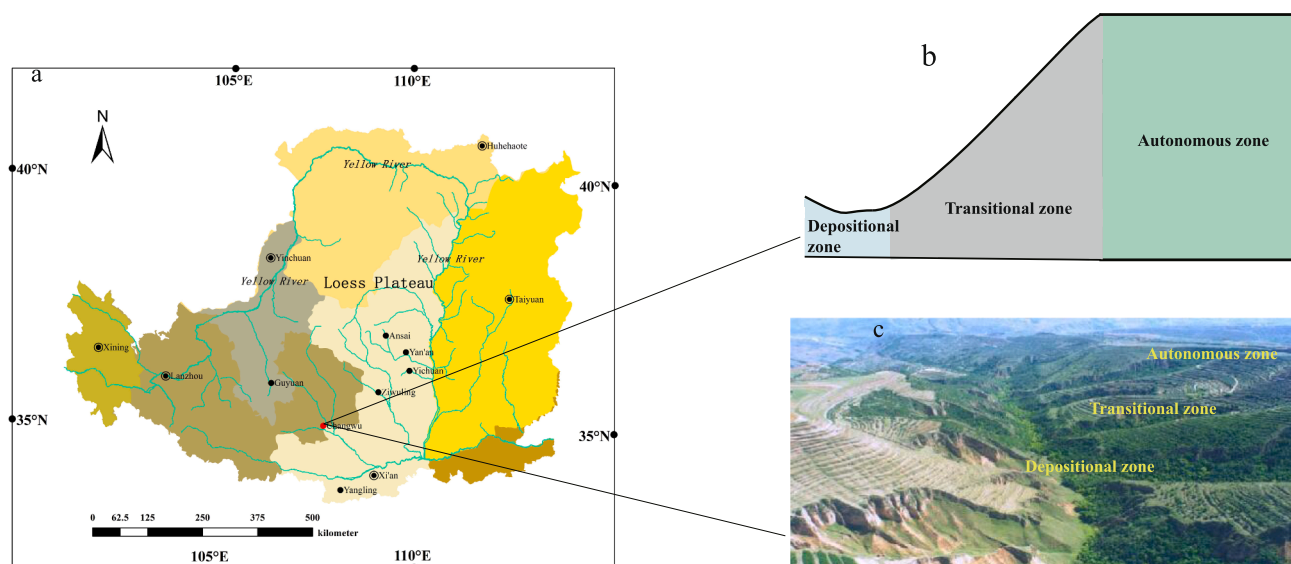 a
105°E
110°E
N
40°N
40°N
Yellow River
Huhehaote
Yinchuan
Yellow River
Yellow River
Loess Plateau
Taiyuan
Ansai
Yan'an
Yichuan
Xining
Lanzhou
Guyuan
Ziwuling
35°N
35°N
Changwu
Xi'an
Yangling
0 62.5 125 250 375 500
kilometer
105°E
110°E
b
Autonomous zone
Transitional zone
Depositional
zone
c
Autonomous zone
Transitional zone
Depositional zone